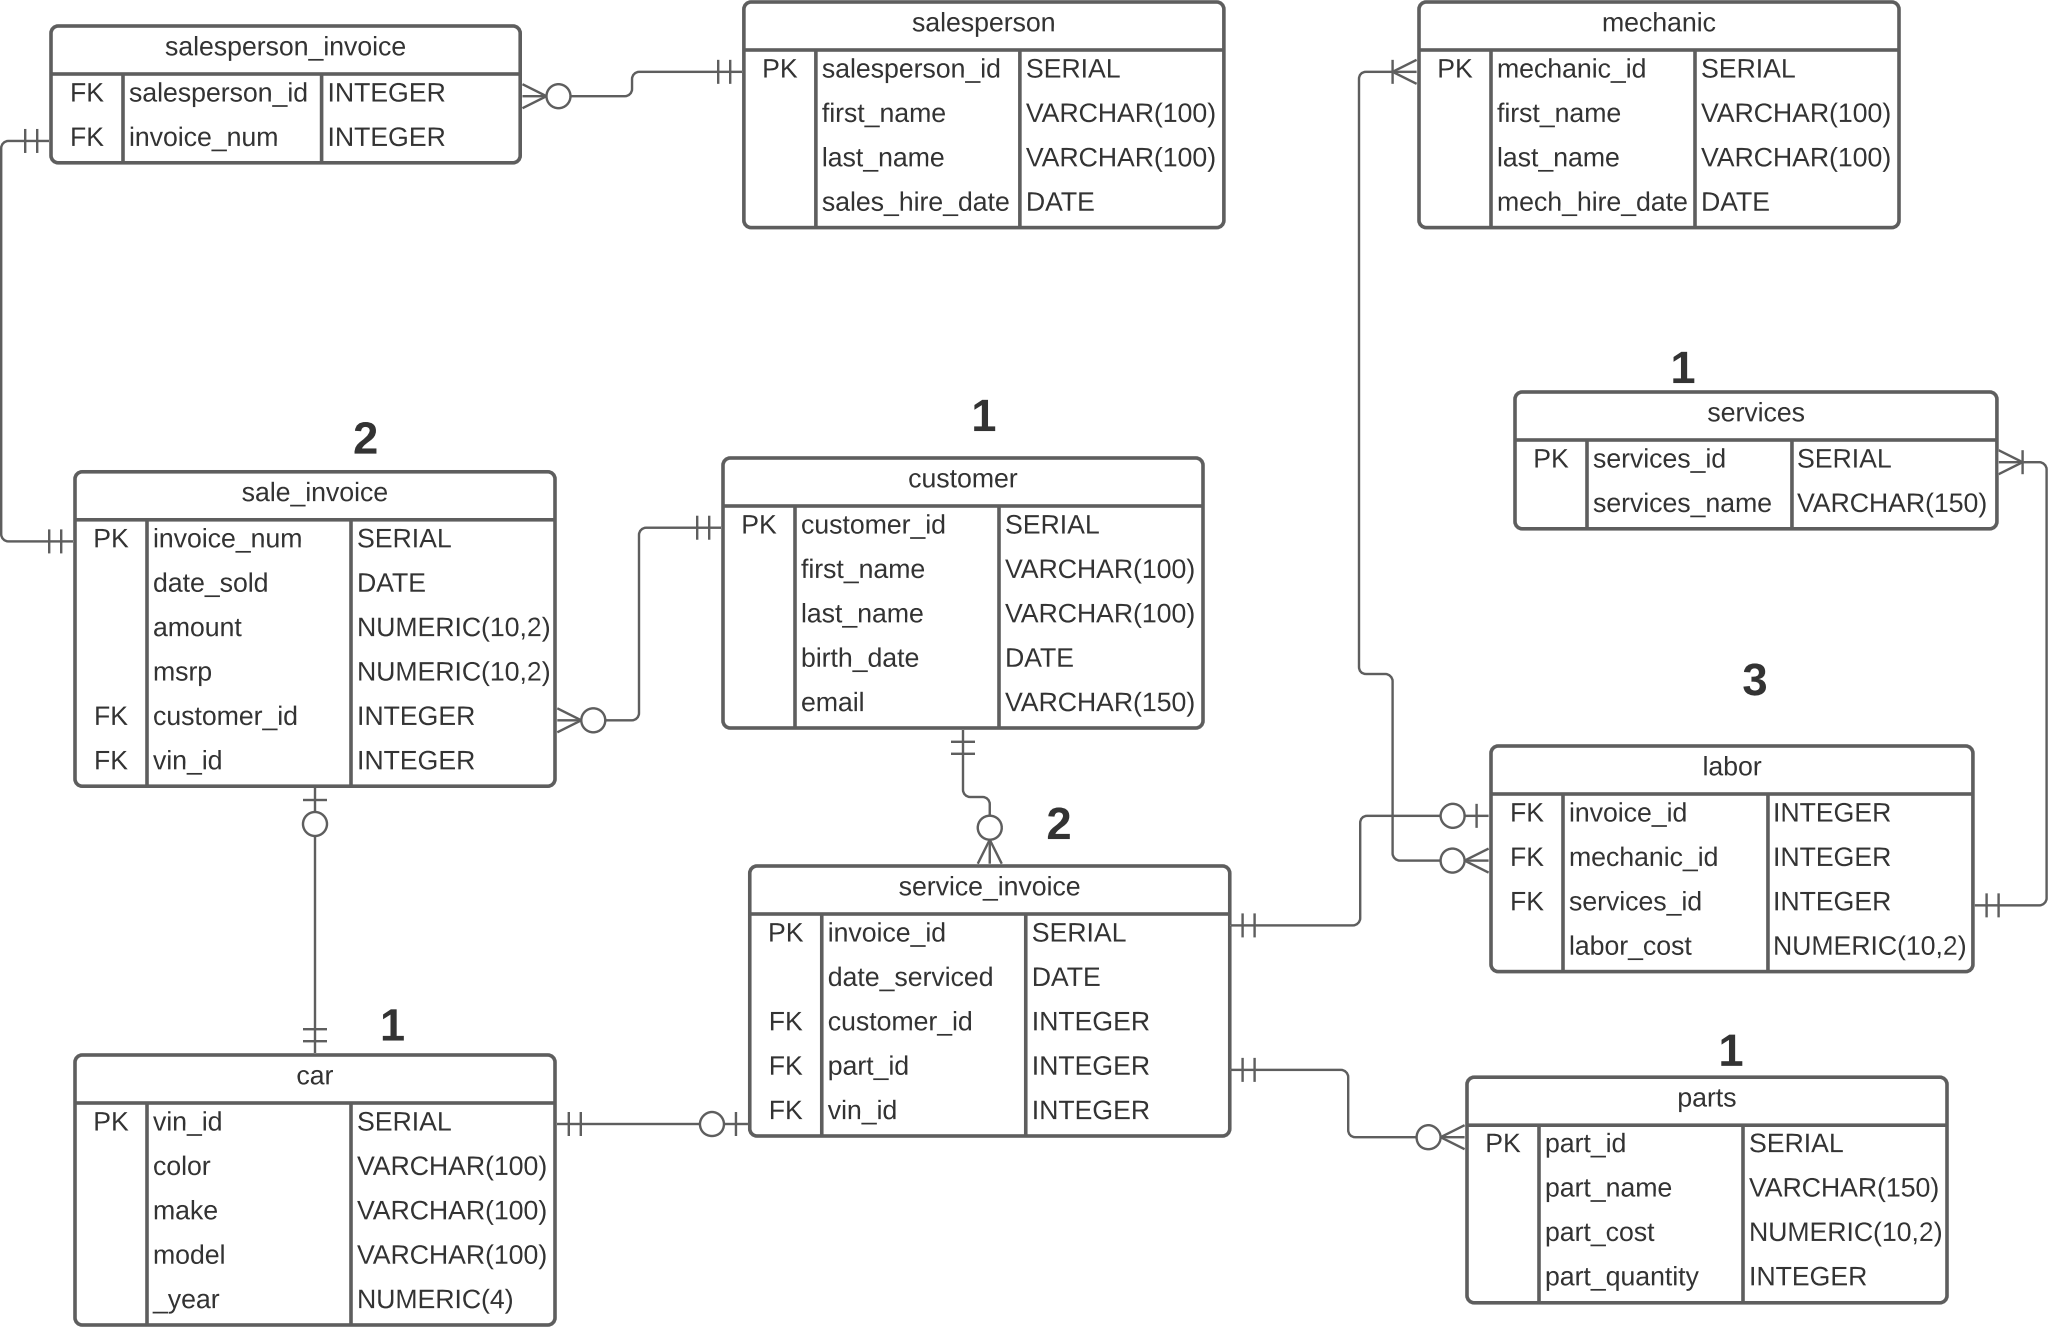 salesperson_invoice
FK salesperson_id INTEGER
FK invoice_num INTEGER
salesperson
PK salesperson_id SERIAL
first_name VARCHAR(100)
last_name VARCHAR(100)
sales_hire_date DATE
mechanic
PK mechanic_id SERIAL
first_name VARCHAR(100)
last_name VARCHAR(100)
mech_hire_date DATE
1
services
PK services_id SERIAL
services_name VARCHAR(150)
2
sale_invoice
PK invoice_num SERIAL
date_sold DATE
amount NUMERIC(10,2)
msrp NUMERIC(10,2)
FK customer_id INTEGER
FK vin_id INTEGER
1
customer
PK customer_id SERIAL
first_name VARCHAR(100)
last_name VARCHAR(100)
birth_date DATE
email VARCHAR(150)
3
labor
FK invoice_id INTEGER
FK mechanic_id INTEGER
FK services_id INTEGER
labor_cost NUMERIC(10,2)
2
service_invoice
PK invoice_id SERIAL
date_serviced DATE
FK customer_id INTEGER
FK part_id INTEGER
FK vin_id INTEGER
1
car
PK vin_id SERIAL
color VARCHAR(100)
make VARCHAR(100)
model VARCHAR(100)
_year NUMERIC(4)
1
parts
PK part_id SERIAL
part_name VARCHAR(150)
part_cost NUMERIC(10,2)
part_quantity INTEGER